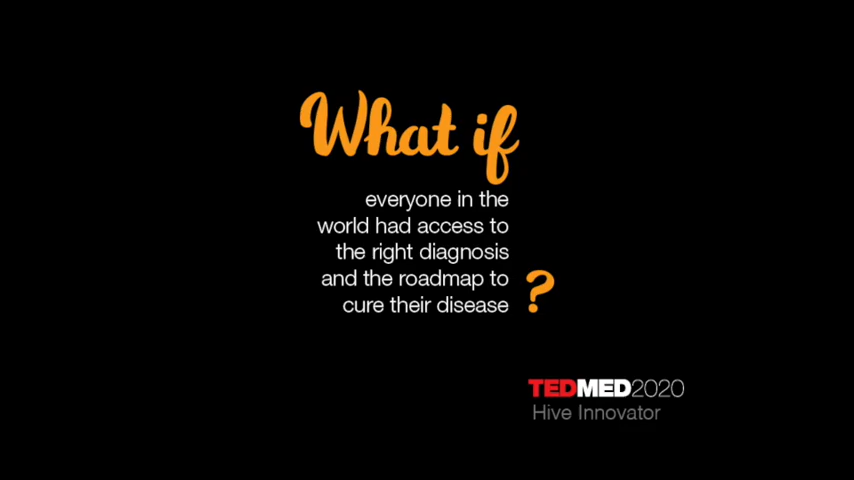 What if
everyone in the
world had access to
the right diagnosis
and the roadmap to
cure their disease ?
TEDMED2020
Hive Innovator